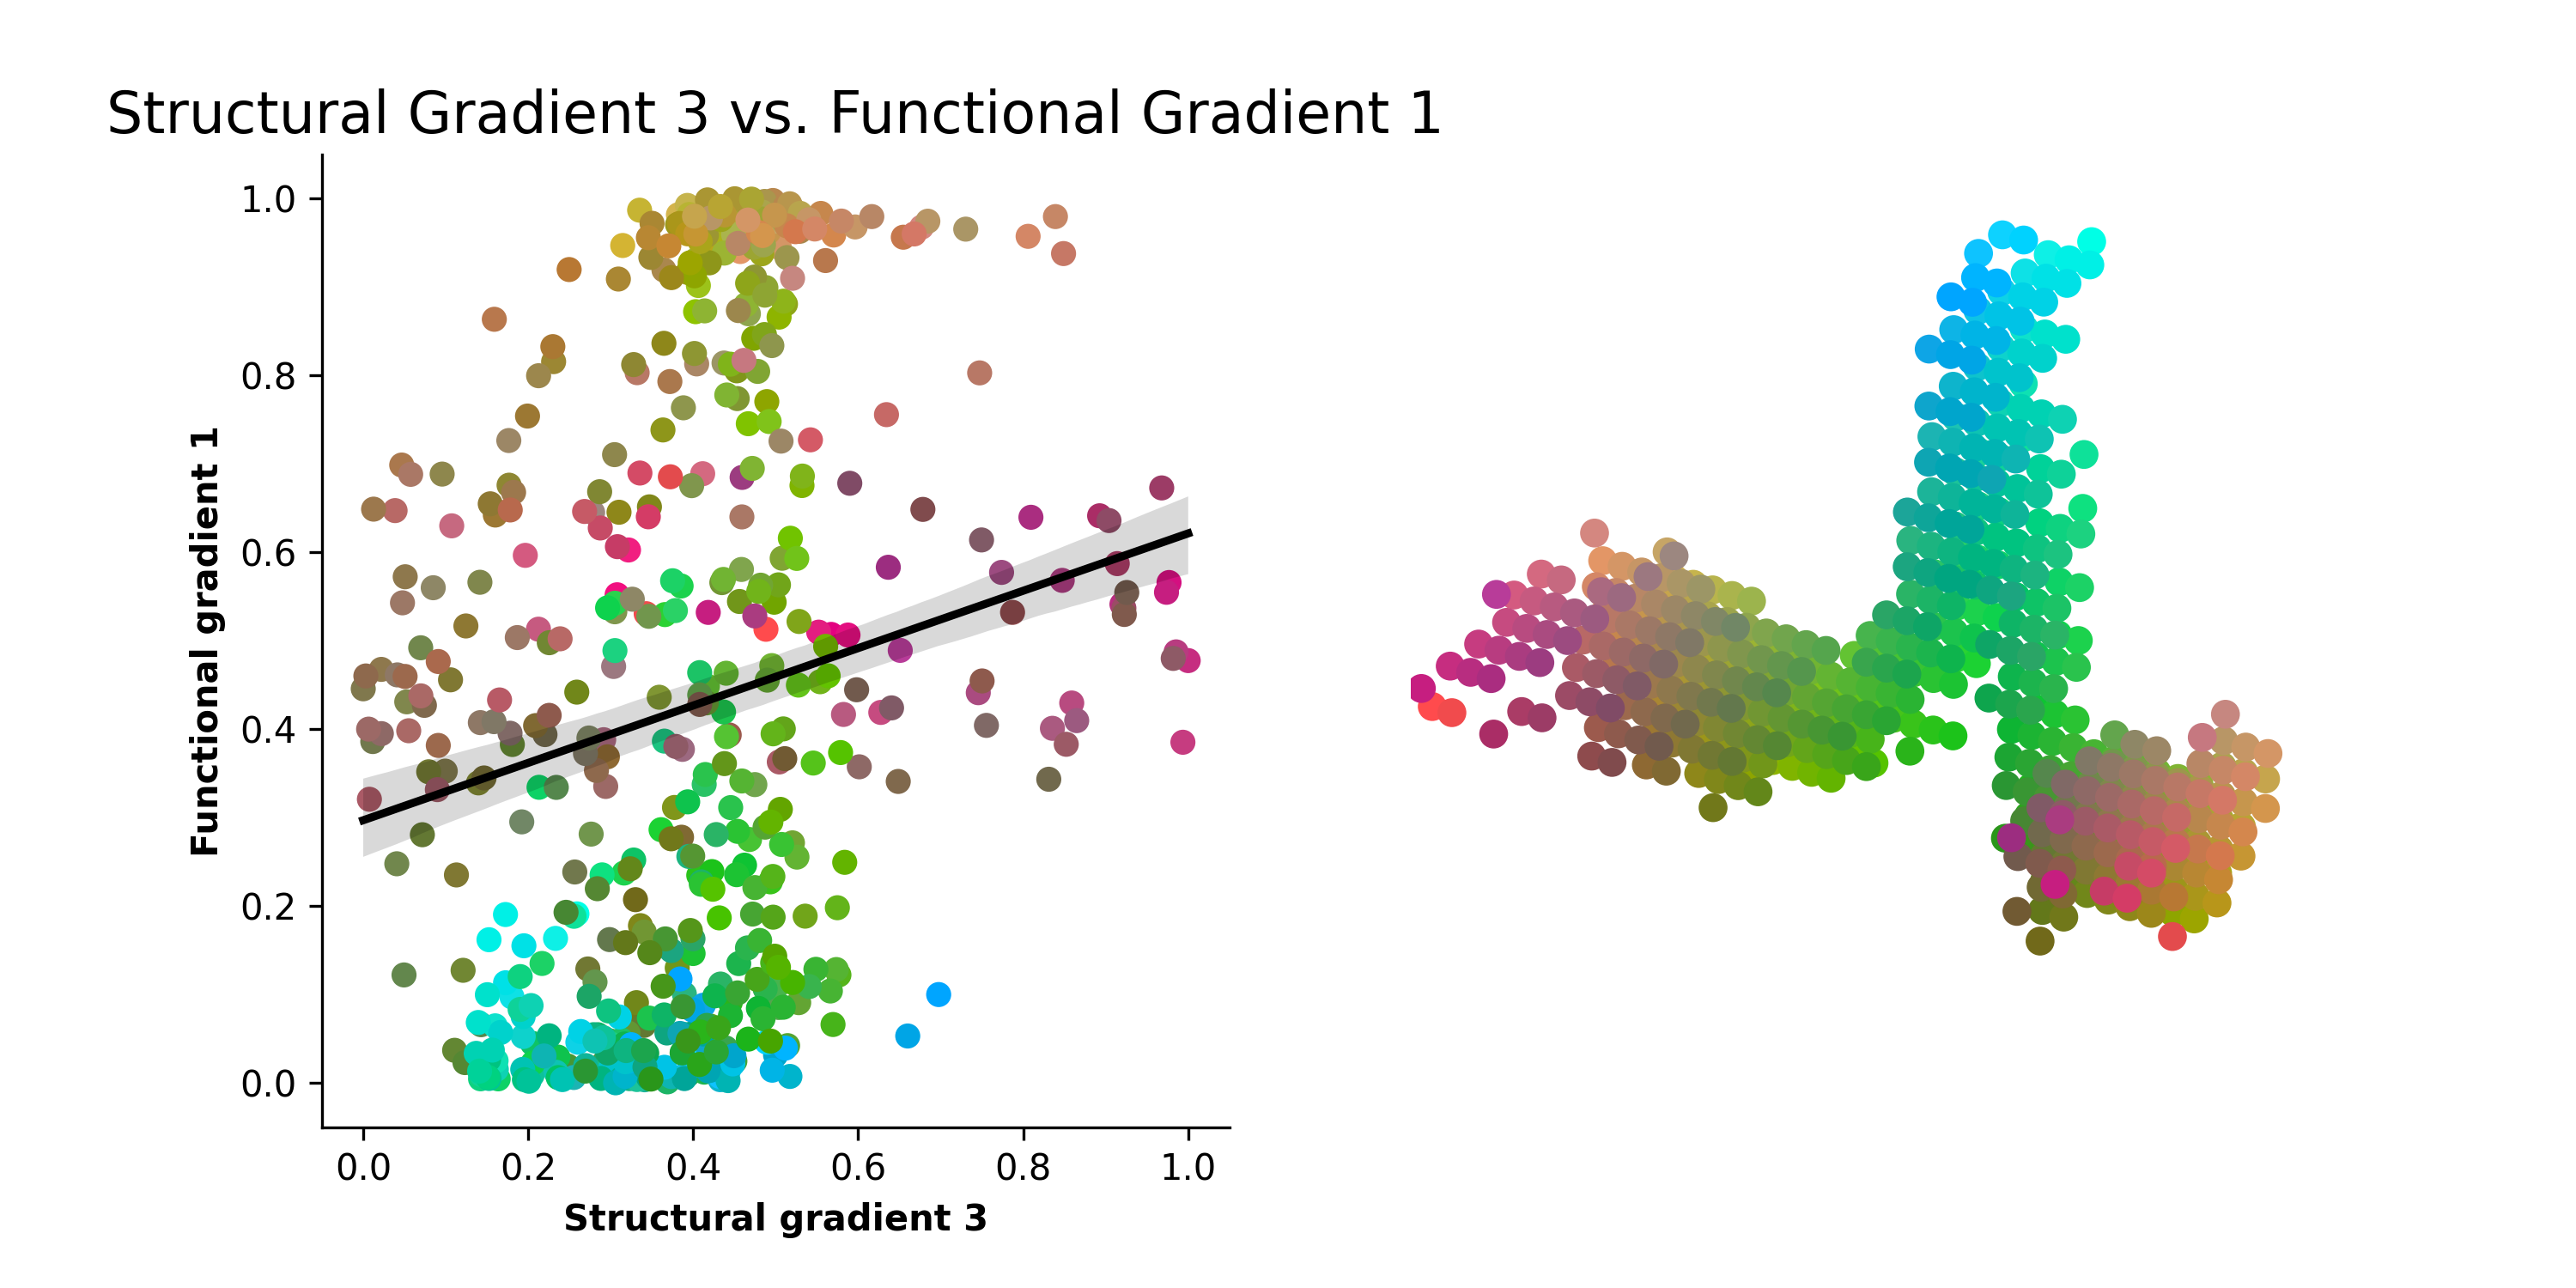 Structural Gradient 3 vs. Functional Gradient 1
1.0
0.8
0.6
0.4
0.2
0.0
Functional gradient 1
0.0 0.2 0.4 0.6 0.8 1.0
Structural gradient 3